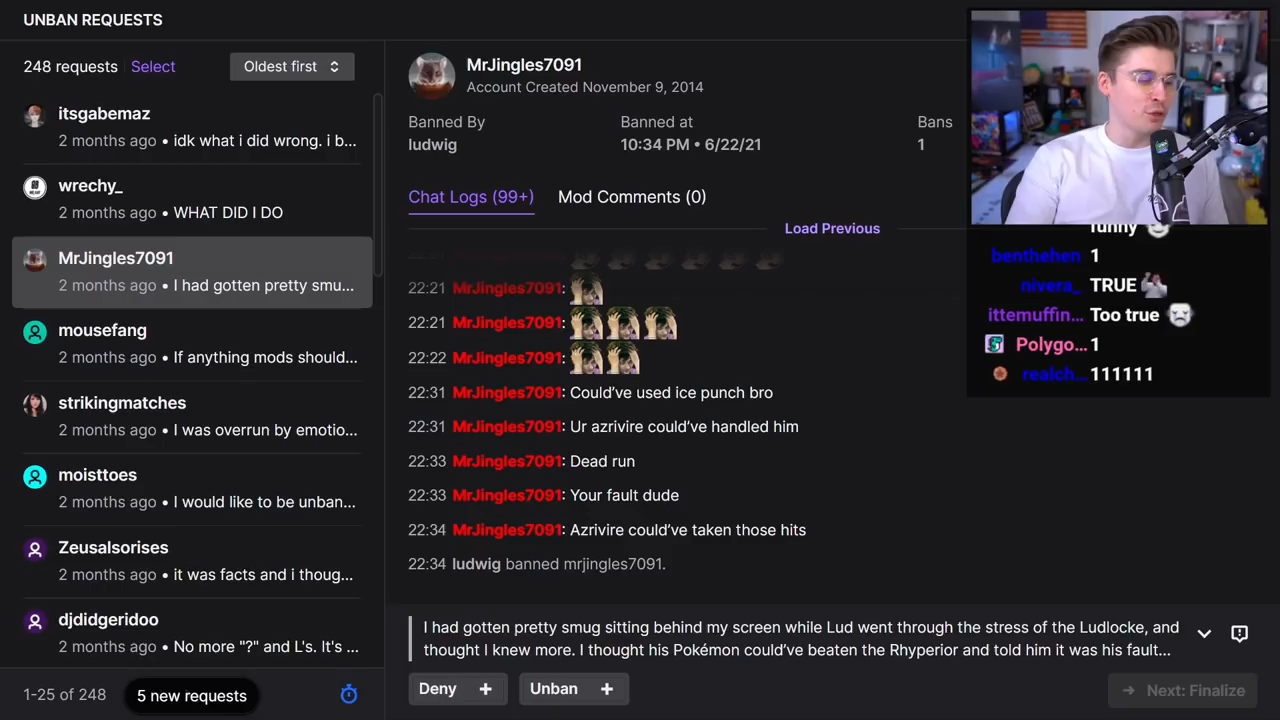 UNBAN REQUESTS
248 requests Select
Oldest first
itsgabemaz
2 months ago • idk what i did wrong. i b...
wrechy_
2 months ago • WHAT DID I DO
MrJingles7091
2 months ago • I had gotten pretty smu...
mousefang
2 months ago • If anything mods should...
strikingmatches
2 months ago • I was overrun by emotio...
moisttoes
2 months ago • I would like to be unban...
Zeusalsorises
2 months ago • it was facts and i thoug...
djdidgeridoo
2 months ago • No more "?" and L's. It's ...
1-25 of 248
5 new requests
MrJingles7091
Account Created November 9, 2014
Banned By
ludwig
Banned at
10:34 PM • 6/22/21
Bans
1
Chat Logs (99+)
Mod Comments (0)
Load Previous
22:21 MrJingles7091:
22:21 MrJingles7091:
22:22 MrJingles7091:
22:31 MrJingles7091: Could've used ice punch bro
22:31 MrJingles7091: Ur azrivire could've handled him
22:33 MrJingles7091: Dead run
22:33 MrJingles7091: Your fault dude
22:34 MrJingles7091: Azrivire could've taken those hits
22:34 ludwig banned mrjingles7091.
I had gotten pretty smug sitting behind my screen while Lud went through the stress of the Ludlocke, and
thought I knew more. I thought his Pokémon could've beaten the Rhyperior and told him it was his fault...
Deny +
Unban +
Next: Finalize
funny
benthehen 1
nivera_ TRUE
ittemuffin... Too true
Polygo... 1
realch... 111111